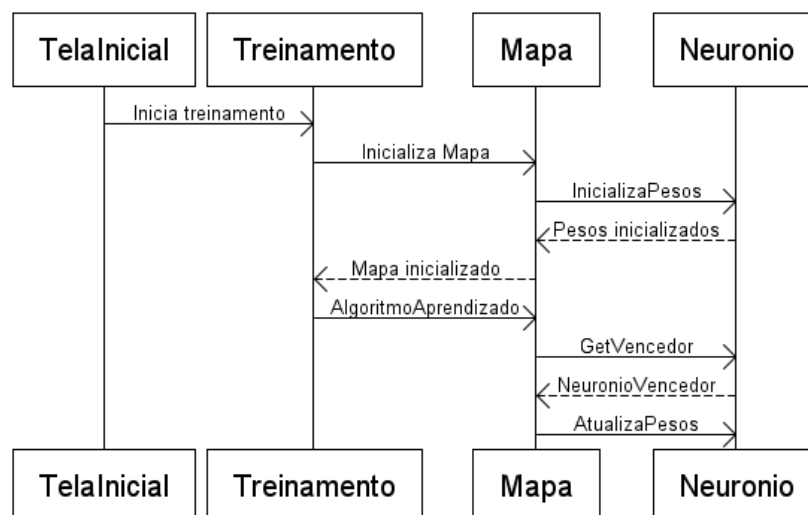 TelaInicial Treinamento Mapa Neuronio
Inicia treinamento
Inicializa Mapa
InicializaPesos
Pesos inicializados
Mapa inicializado
AlgoritmoAprendizado
GetVencedor
NeuronioVencedor
AtualizaPesos
TelaInicial Treinamento Mapa Neuronio